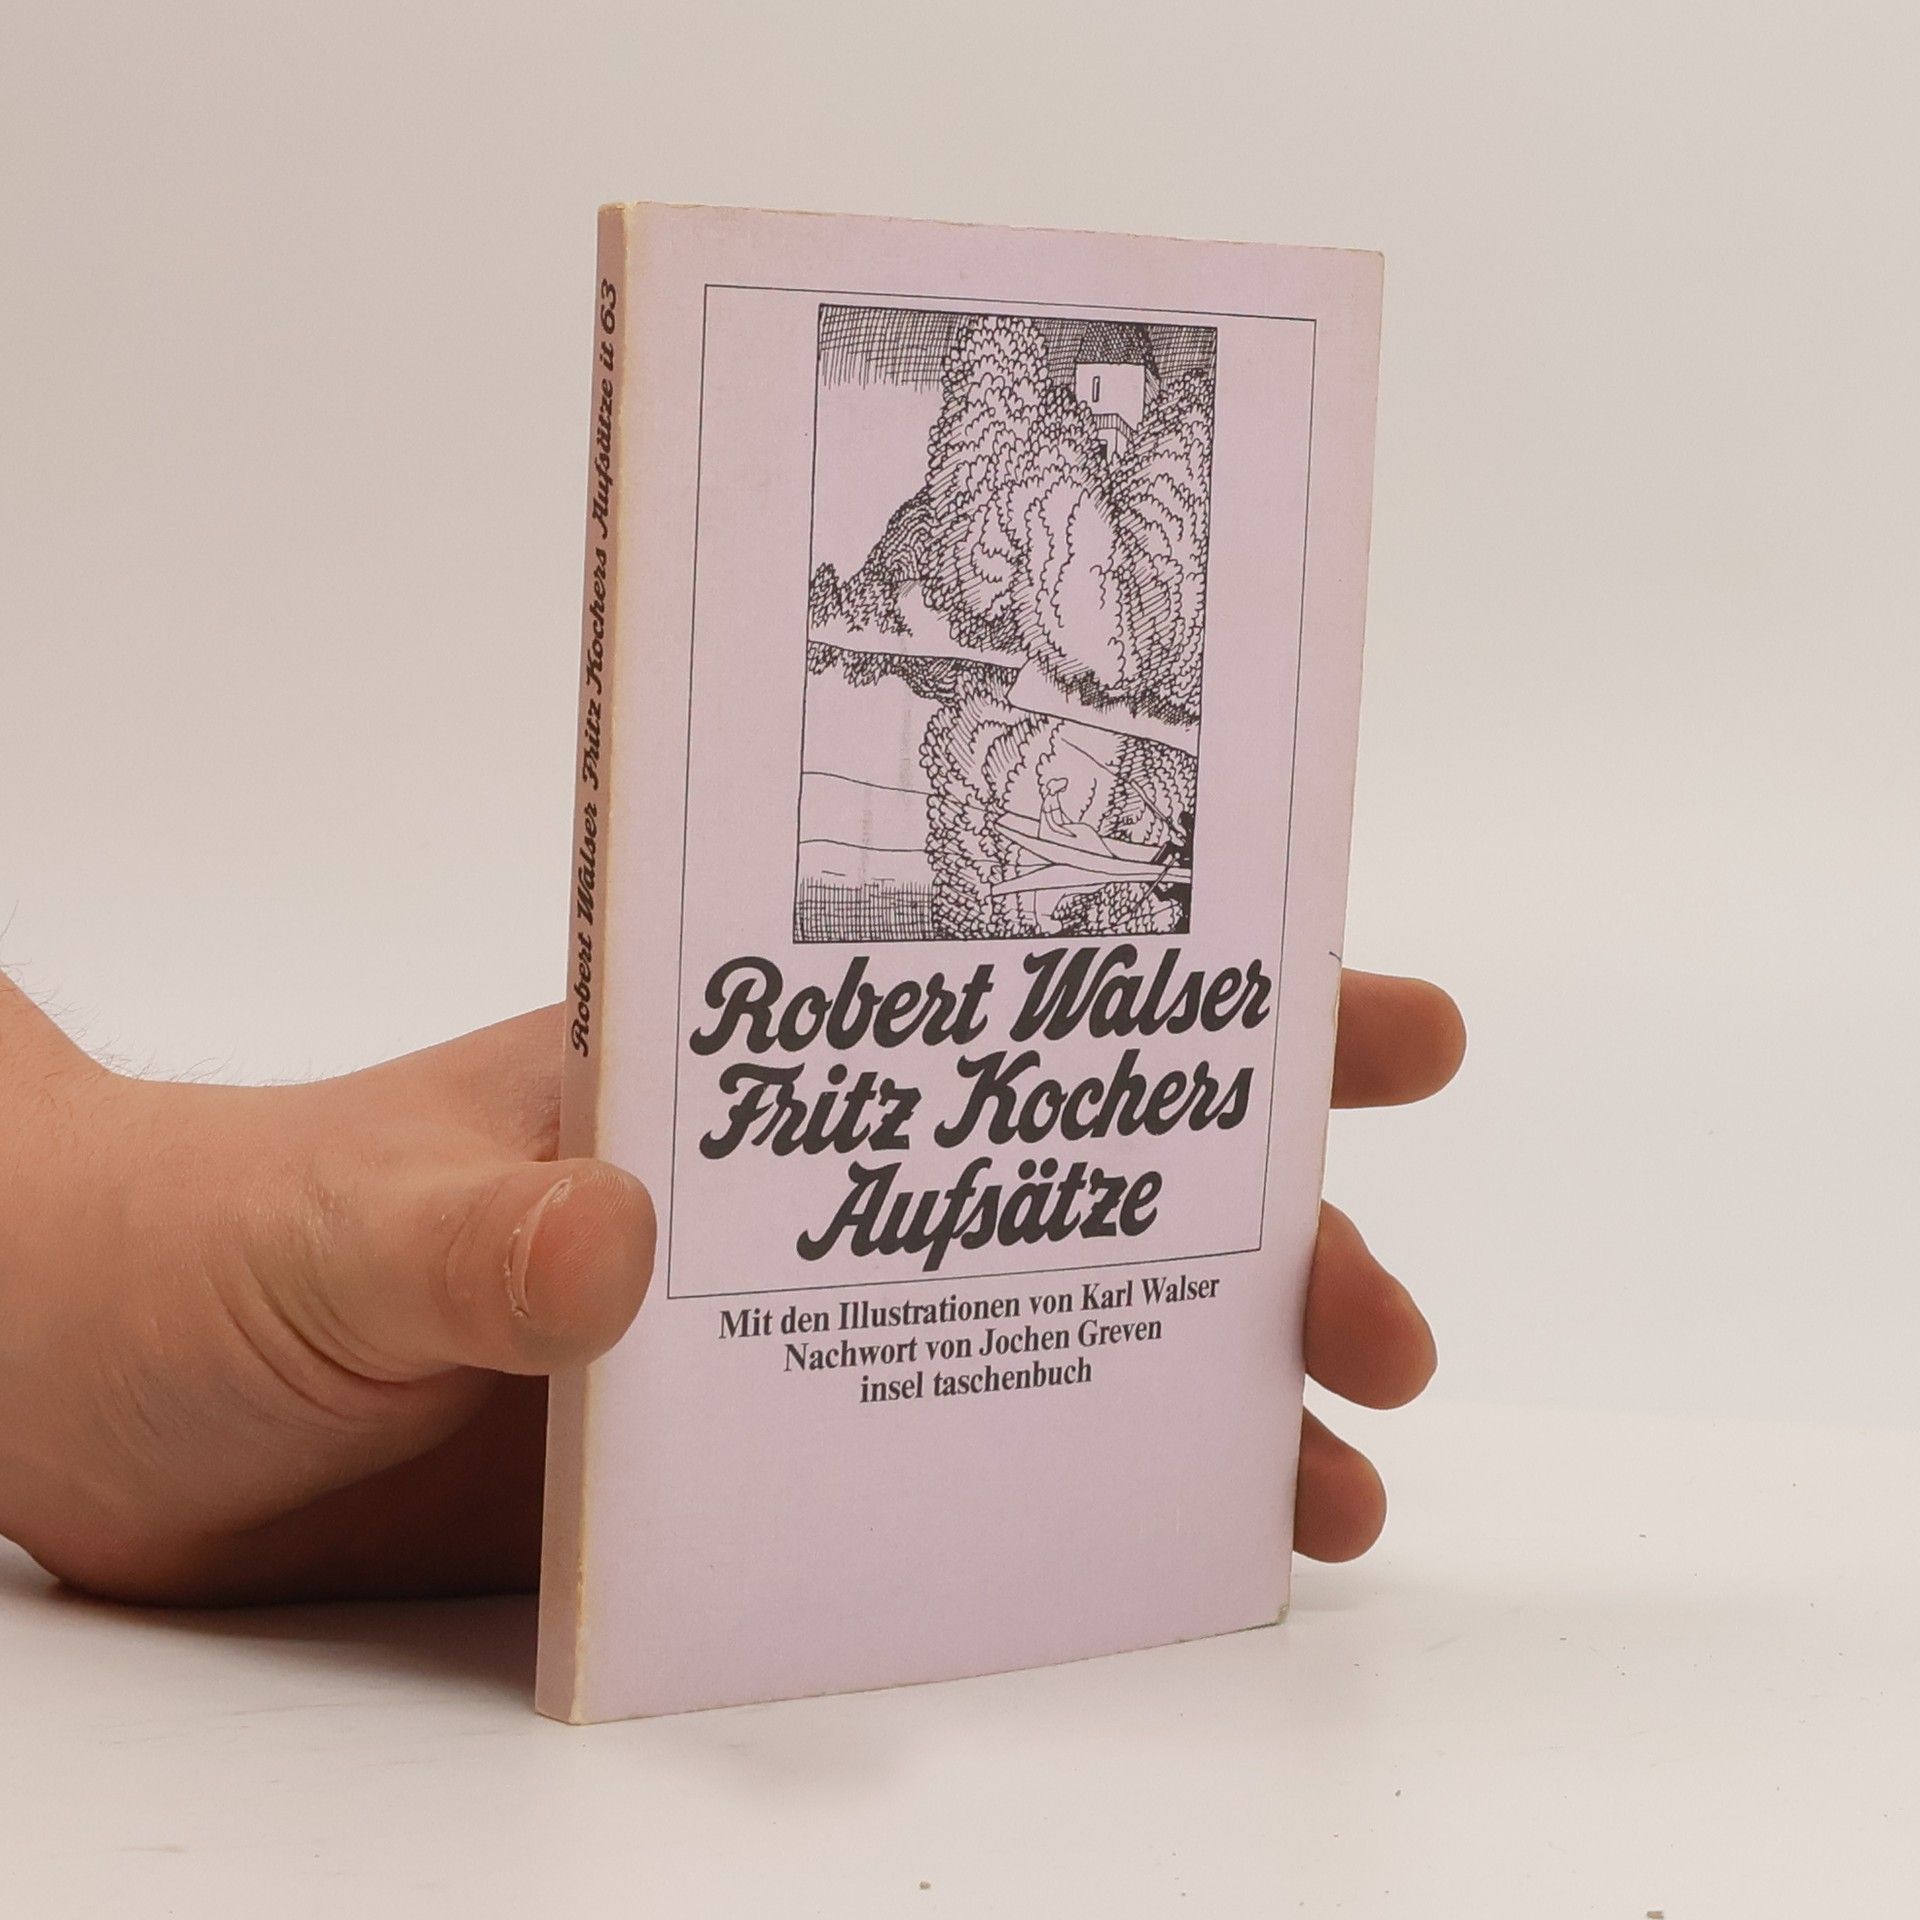 Robert Walser Fritz Kochers Aufsätze it 63
Robert Walser
Fritz Kochers
Aufsätze
Mit den Illustrationen von Karl Walser
Nachwort von Jochen Greven
insel taschenbuch